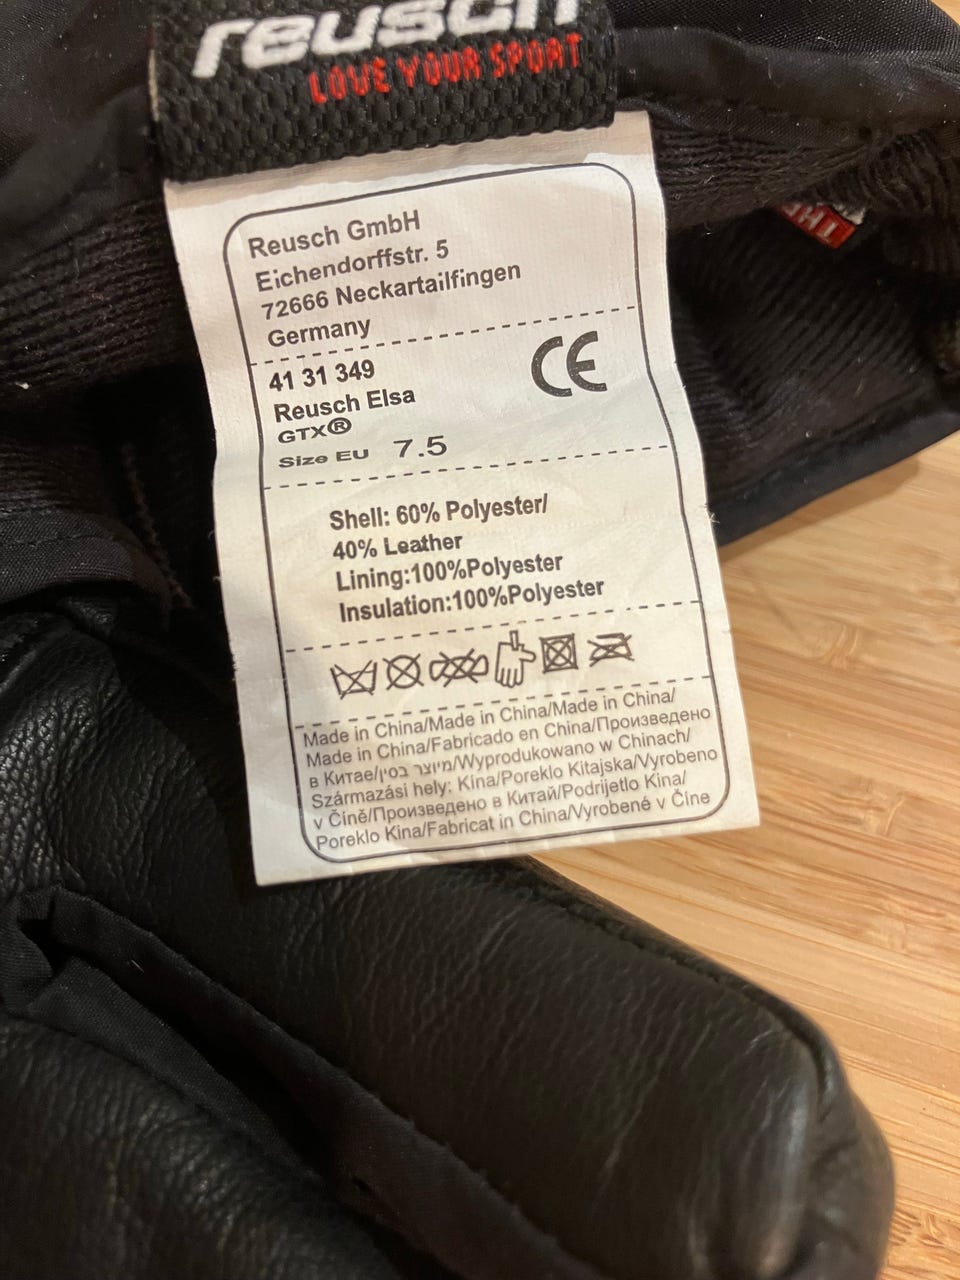 reusch
LOVE YOUR SPORT
Reusch GmbH
Eichendorffstr. 5
72666 Neckartailfingen
Germany
41 31 349
Reusch Elsa
GTX®
Size EU 7.5
CE
Shell: 60% Polyester/
40% Leather
Lining:100%Polyester
Insulation:100%Polyester
Made in China/Made in China/Made in China/
Made in China/Fabricado en China/Произведено
в Китае/מיוצר בסין/Wyprodukowano w Chinach/
Származási hely: Kína/Poreklo Kitajska/Vyrobeno
v Číně/Произведено в Китай/Podrijetlo Kina/
Poreklo Kina/Fabricat in China/Vyrobené v Číne